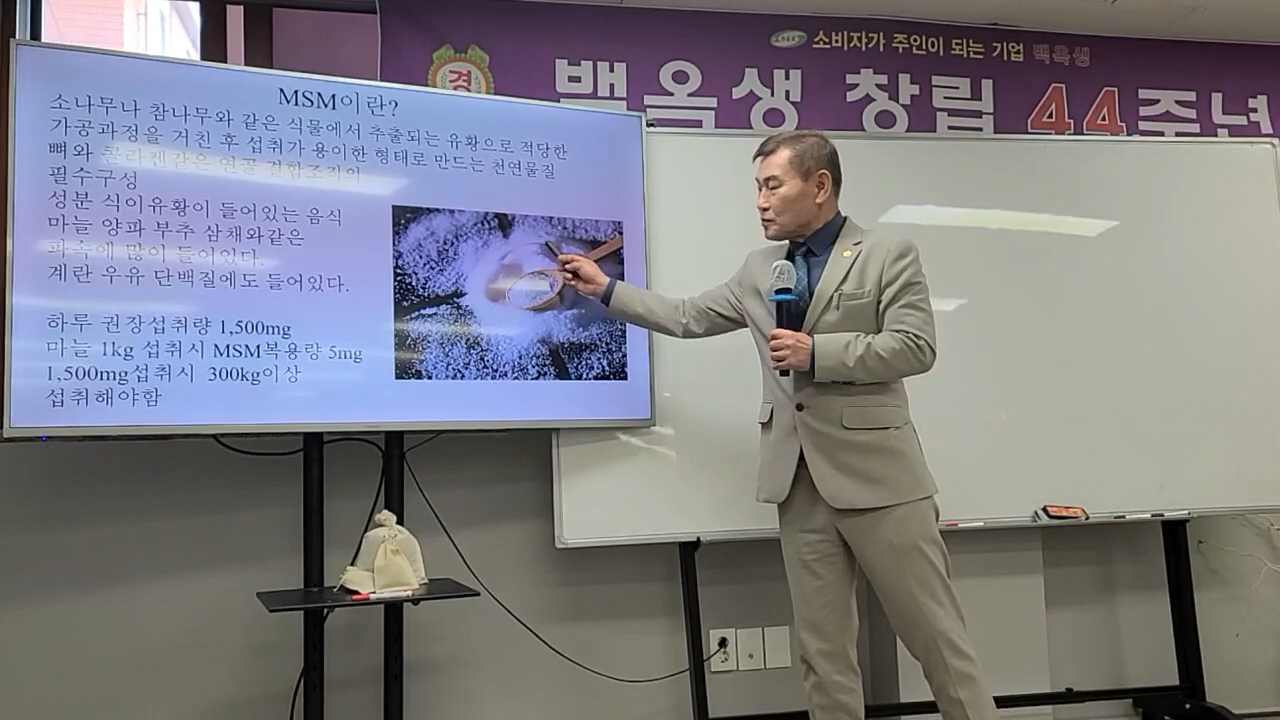 소비자가 주인이 되는 기업 백옥생
경
백옥생 창립 44주년
MSM이란?
소나무나 참나무와 같은 식물에서 추출되는 유황으로 적당한
가공과정을 거친 후 섭취가 용이한 형태로 만드는 천연물질
뼈와 콜라겐같은 연골 결합조직의
필수구성
성분 식이유황이 들어있는 음식
마늘 양파 부추 삼채와같은
파속에 많이 들어있다.
계란 우유 단백질에도 들어있다.
하루 권장섭취량 1,500mg
마늘 1kg 섭취시 MSM복용량 5mg
1,500mg섭취시 300kg이상
섭취해야함